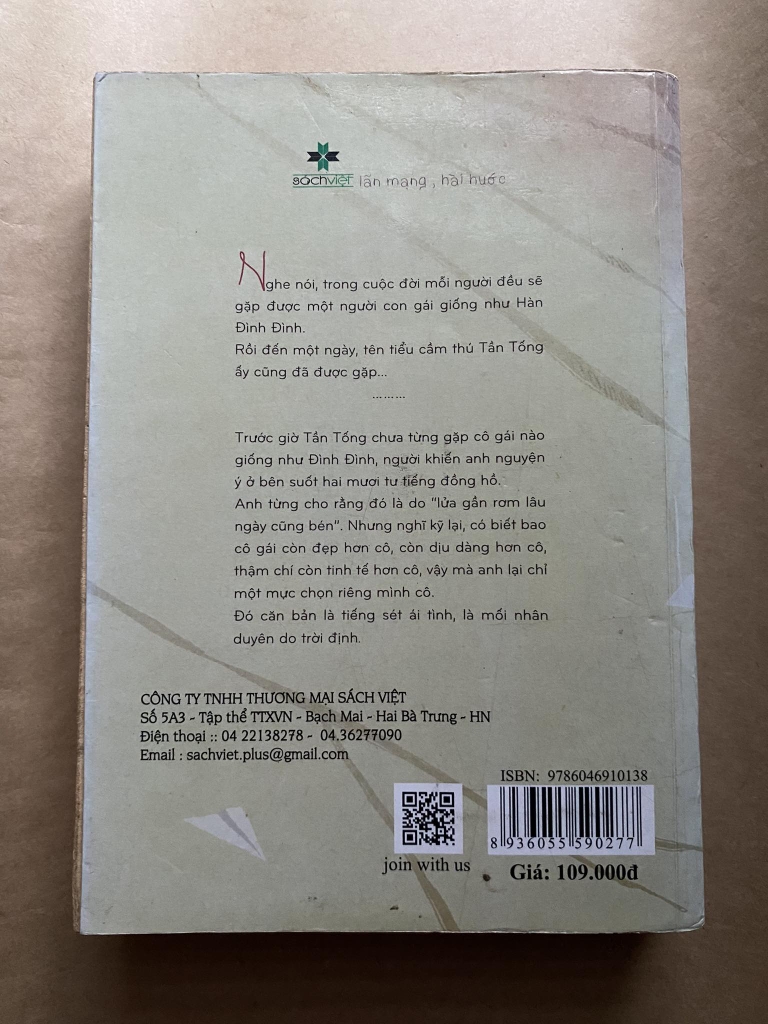 sáchviệt lãn mạng , hài hước
Nghe nói, trong cuộc đời mỗi người đều sẽ
gặp được một người con gái giống như Hàn
Đình Đình.
Rồi đến một ngày, tên tiểu cầm thú Tần Tống
ấy cũng đã được gặp...
.........
Trước giờ Tần Tống chưa từng gặp cô gái nào
giống như Đình Đình, người khiến anh nguyện
ý ở bên suốt hai mươi tư tiếng đồng hồ.
Anh từng cho rằng đó là do "lửa gần rơm lâu
ngày cũng bén". Nhưng nghĩ kỹ lại, có biết bao
cô gái còn đẹp hơn cô, còn dịu dàng hơn cô,
thậm chí còn tinh tế hơn cô, vậy mà anh lại chỉ
một mực chọn riêng mình cô.
Đó căn bản là tiếng sét ái tình, là mối nhân
duyên do trời định.
CÔNG TY TNHH THƯƠNG MẠI SÁCH VIỆT
Số 5A3 - Tập thể TTXVN - Bạch Mai - Hai Bà Trưng - HN
Điện thoại :: 04 22138278 - 04.36277090
Email : sachviet.plus@gmail.com
ISBN: 9786046910138
8 936055 590277
join with us
Giá: 109.000đ